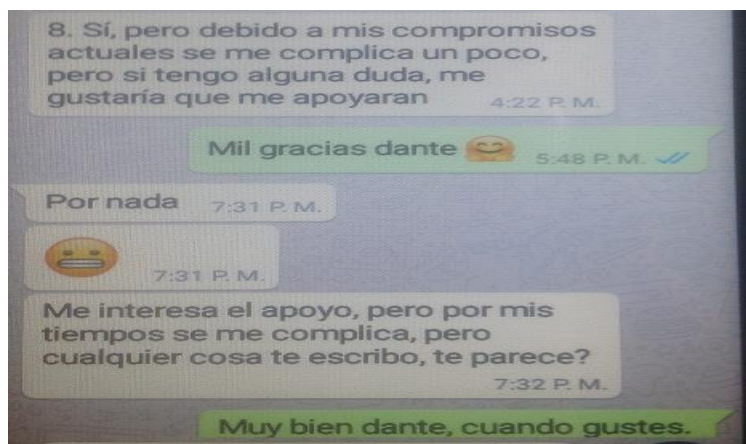 8. Sí, pero debido a mis compromisos
actuales se me complica un poco,
pero si tengo alguna duda, me
gustaría que me apoyaran 4:22 P. M.
Mil gracias dante 🤗 5:48 P. M.
Por nada 7:31 P. M.
😬 7:31 P. M.
Me interesa el apoyo, pero por mis
tiempos se me complica, pero
cualquier cosa te escribo, te parece?
7:32 P. M.
Muy bien dante, cuando gustes.